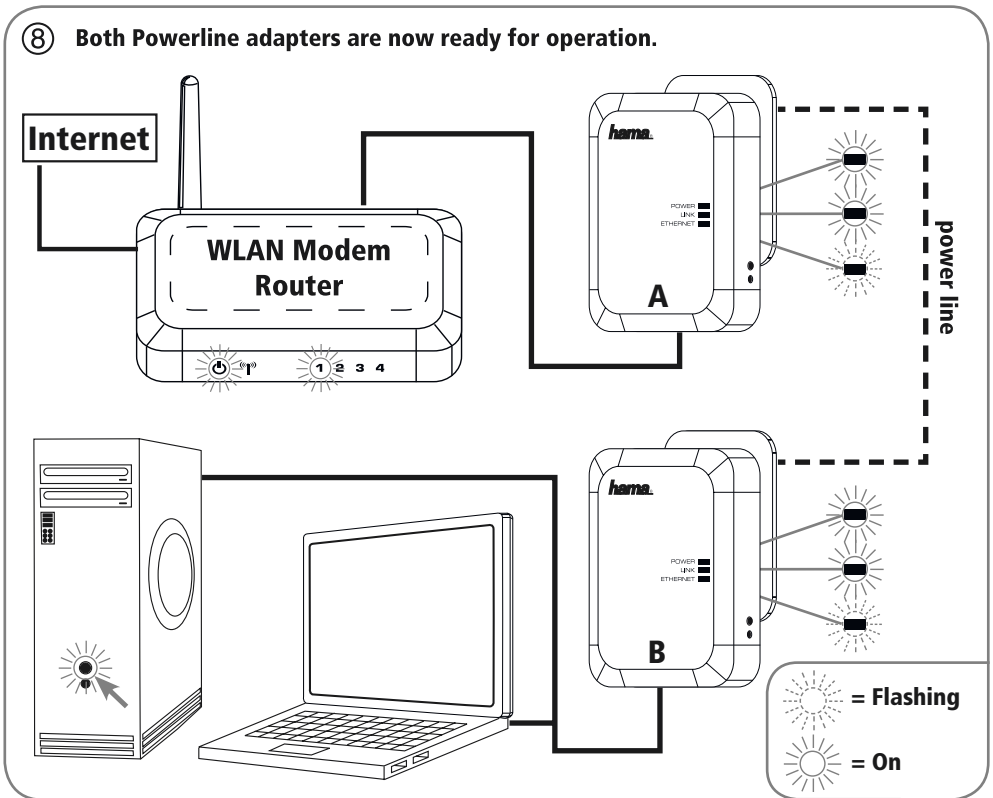 ⑧ Both Powerline adapters are now ready for operation.
Internet
WLAN Modem
Router
1 2 3 4
hama.
POWER
LINK
ETHERNET
A
power line
hama.
POWER
LINK
ETHERNET
B
= Flashing
= On